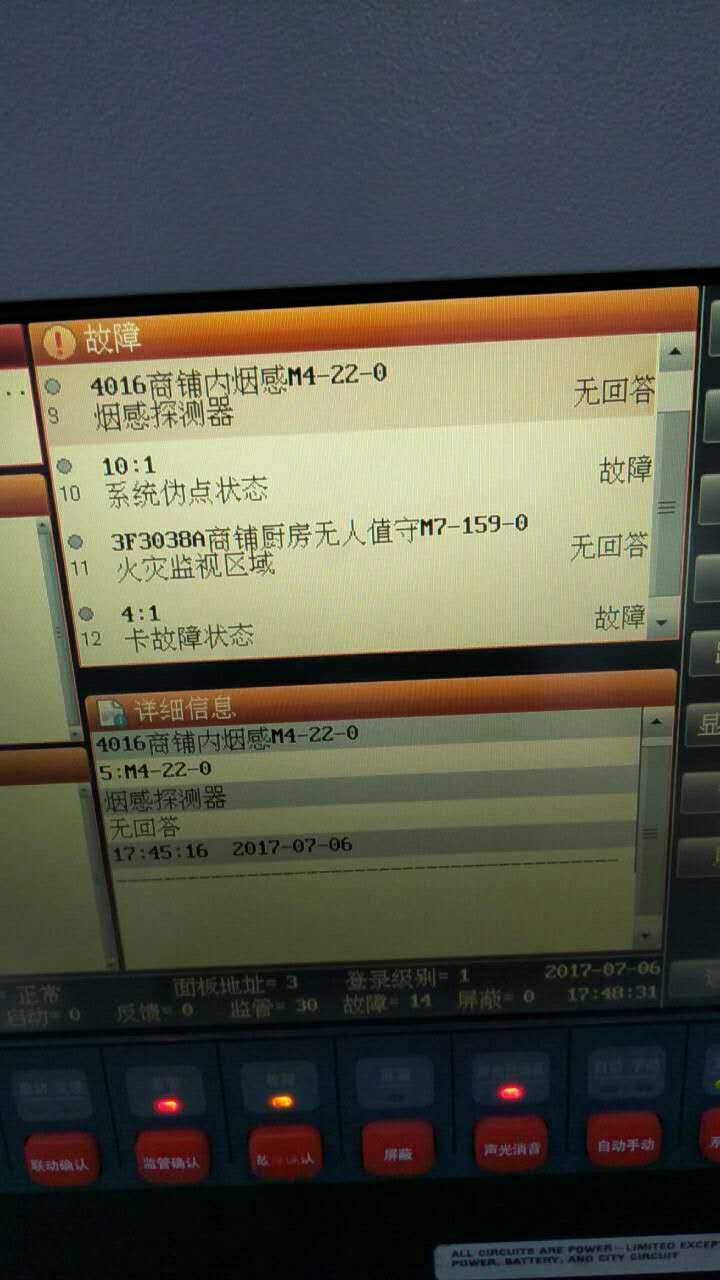 故障
4016商铺内烟感M4-22-0
9
烟感探测器
无回答
10:1
10
系统伪点状态
故障
3F3038A商铺厨房无人值守M7-159-0
11
火灾监视区域
无回答
4:1
12
卡故障状态
故障
详细信息
4016商铺内烟感M4-22-0
5:M4-22-0
烟感探测器
无回答
17:45:16 2017-07-06
= 正常 面板地址= 3 登录级别= 1 2017-07-06
启动= 0 反馈= 0 监管= 30 故障= 14 屏蔽= 0 17:48:31
联动确认 监管确认 故障确认 屏蔽 声光消音 自动手动
ALL CIRCUITS ARE POWER-LIMITED EXCEP
POWER, BATTERY, AND CITY CIRCUIT